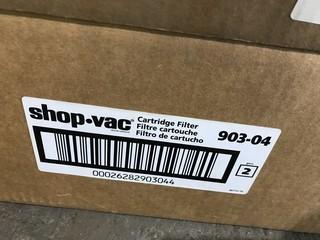 shop·vac®
Cartridge Filter
Filtre cartouche
Filtro de cartucho
903-04
2
00026282903044